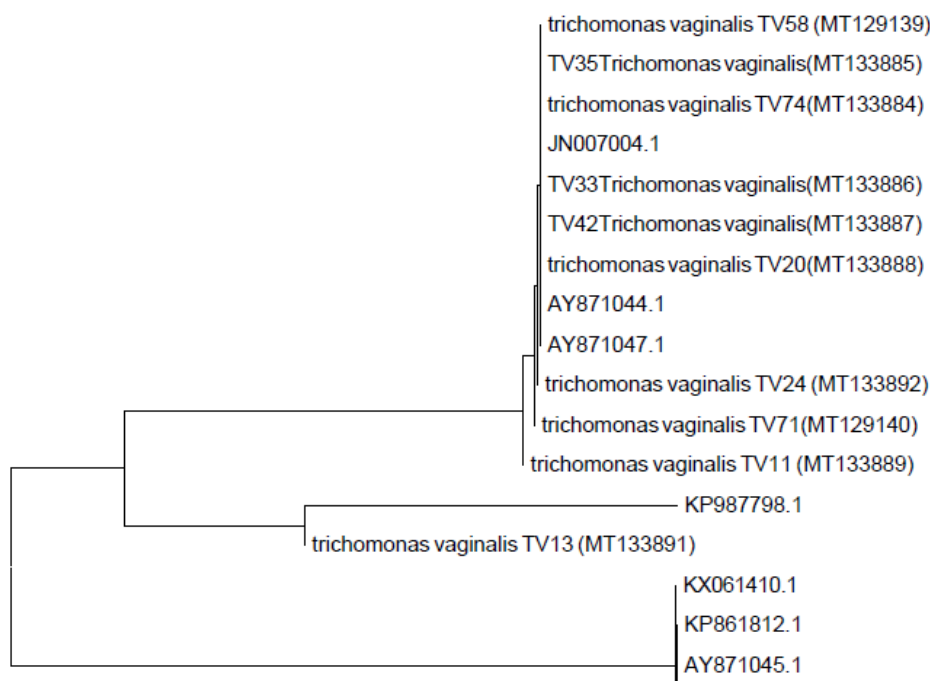 trichomonas vaginalis TV58 (MT129139)
TV35Trichomonas vaginalis(MT133885)
trichomonas vaginalis TV74(MT133884)
JN007004.1
TV33Trichomonas vaginalis(MT133886)
TV42Trichomonas vaginalis(MT133887)
trichomonas vaginalis TV20(MT133888)
AY871044.1
AY871047.1
trichomonas vaginalis TV24 (MT133892)
trichomonas vaginalis TV71(MT129140)
trichomonas vaginalis TV11 (MT133889)
KP987798.1
trichomonas vaginalis TV13 (MT133891)
KX061410.1
KP861812.1
AY871045.1